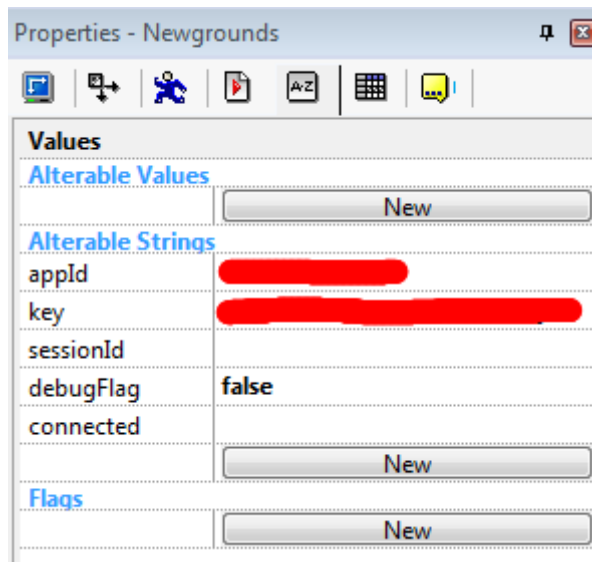 Properties - Newgrounds
A-Z
Values
Alterable Values
New
Alterable Strings
appId
key
sessionId
debugFlag false
connected
New
Flags
New